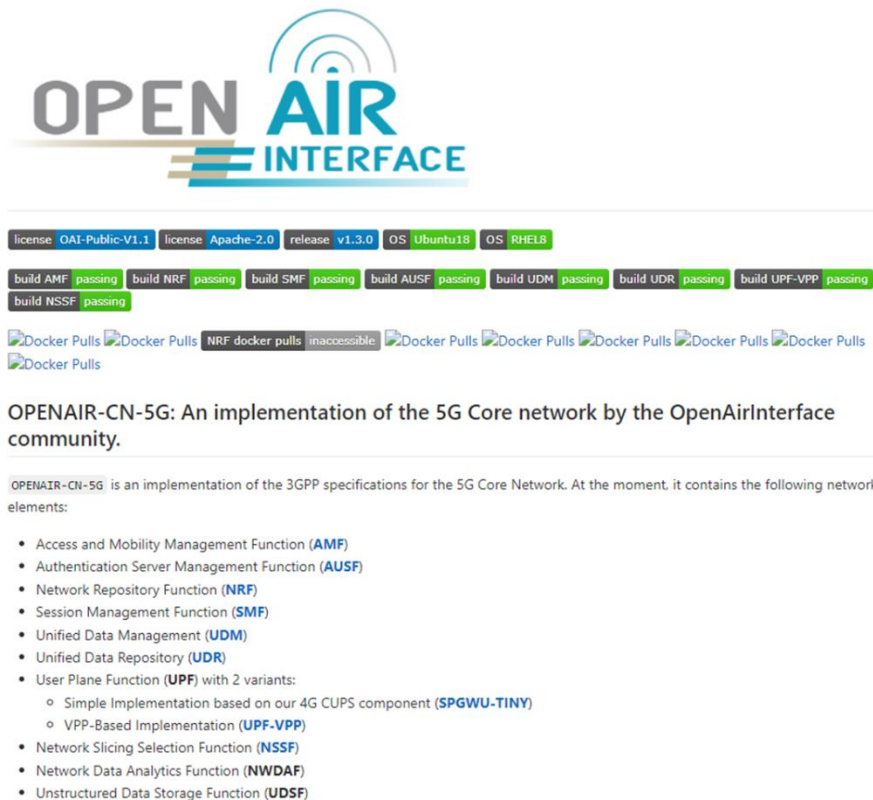 OPEN AIR
INTERFACE
license OAI-Public-V1.1 license Apache-2.0 release v1.3.0 OS Ubuntu18 OS RHEL8
build AMF passing build NRF passing build SMF passing build AUSF passing build UDM passing build UDR passing build UPF-VPP passing
build NSSF passing
Docker Pulls Docker Pulls NRF docker pulls inaccessible Docker Pulls Docker Pulls Docker Pulls Docker Pulls Docker Pulls
Docker Pulls
OPENAIR-CN-5G: An implementation of the 5G Core network by the OpenAirInterface
community.
OPENAIR-CN-5G is an implementation of the 3GPP specifications for the 5G Core Network. At the moment, it contains the following network
elements:
• Access and Mobility Management Function (AMF)
• Authentication Server Management Function (AUSF)
• Network Repository Function (NRF)
• Session Management Function (SMF)
• Unified Data Management (UDM)
• Unified Data Repository (UDR)
• User Plane Function (UPF) with 2 variants:
◦ Simple Implementation based on our 4G CUPS component (SPGWU-TINY)
◦ VPP-Based Implementation (UPF-VPP)
• Network Slicing Selection Function (NSSF)
• Network Data Analytics Function (NWDAF)
• Unstructured Data Storage Function (UDSF)